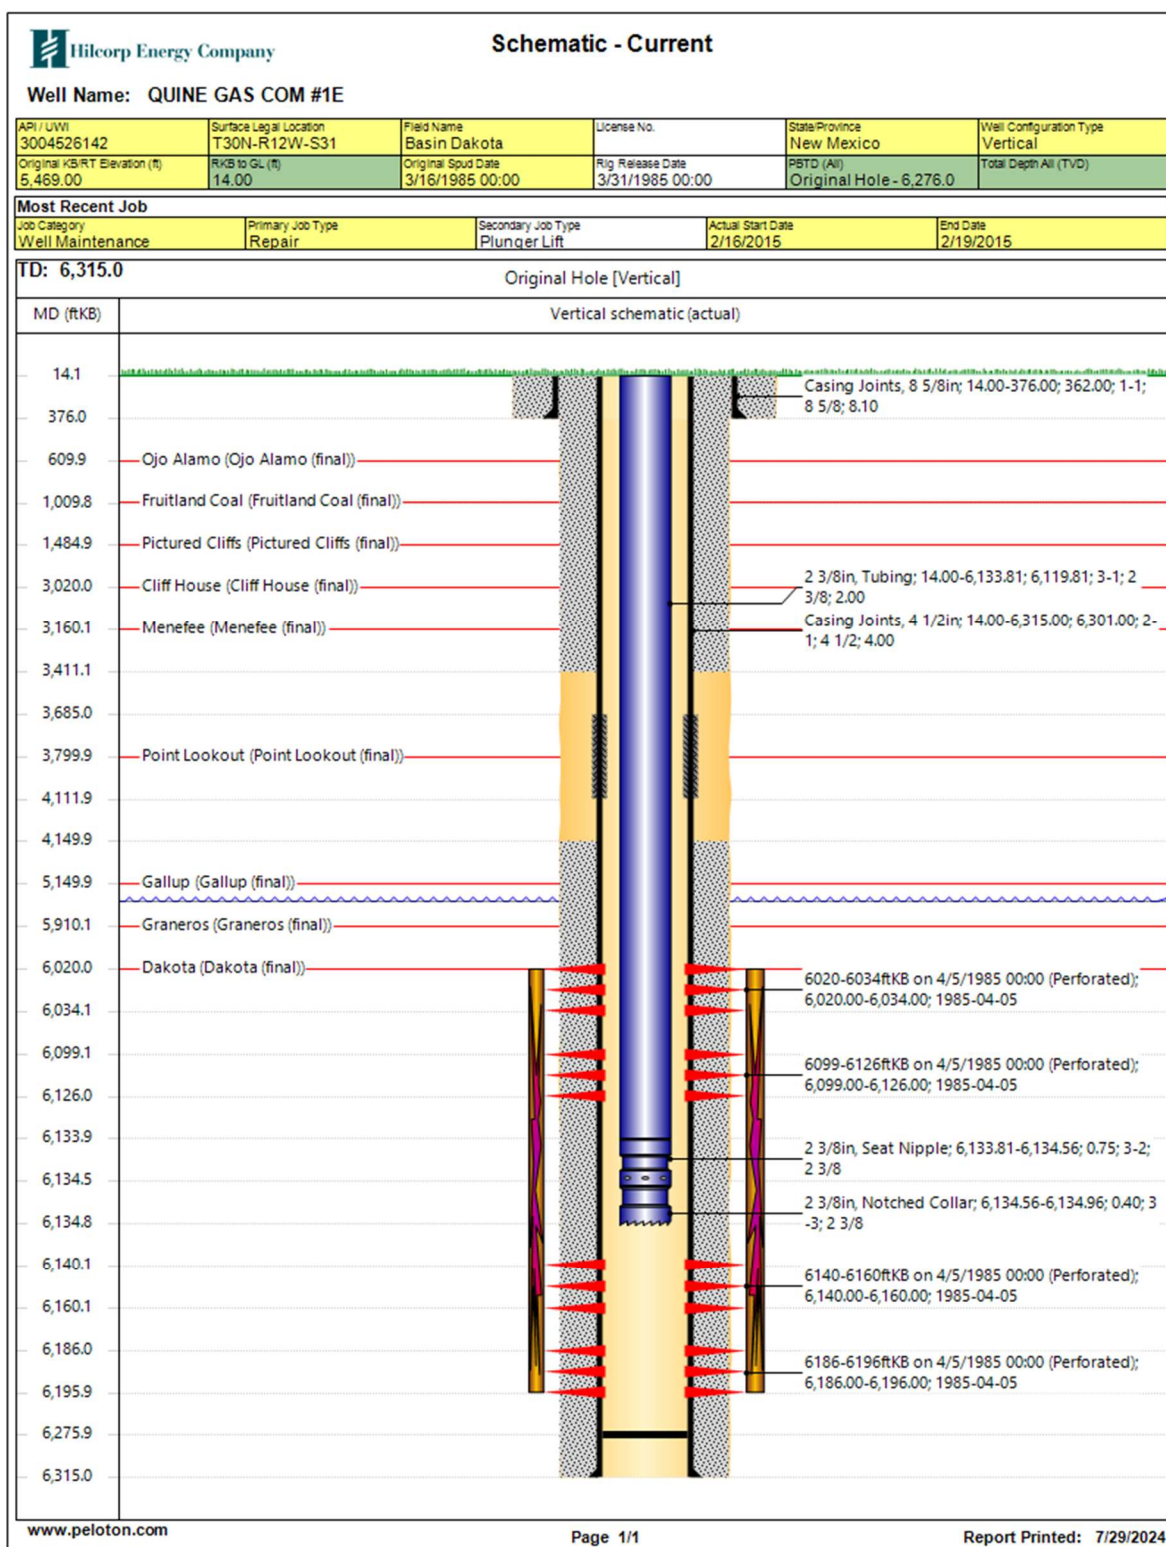 Hilcorp Energy Company
Schematic - Current
Well Name: QUINE GAS COM #1E
API / UWI Surface Legal Location Field Name License No. State/Province Well Configuration Type
3004526142 T30N-R12W-S31 Basin Dakota New Mexico Vertical
Original KB/RT Elevation (ft) RKB to GL (ft) Original Spud Date Rig Release Date PBTD (All) Total Depth All (TVD)
5,469.00 14.00 3/16/1985 00:00 3/31/1985 00:00 Original Hole - 6,276.0
Most Recent Job
Job Category Primary Job Type Secondary Job Type Actual Start Date End Date
Well Maintenance Repair Plunger Lift 2/16/2015 2/19/2015
TD: 6,315.0
Original Hole [Vertical]
MD (ftKB) Vertical schematic (actual)
14.1
Casing Joints, 8 5/8in; 14.00-376.00; 362.00; 1-1;
8 5/8; 8.10
376.0
609.9 Ojo Alamo (Ojo Alamo (final))
1,009.8 Fruitland Coal (Fruitland Coal (final))
1,484.9 Pictured Cliffs (Pictured Cliffs (final))
3,020.0 Cliff House (Cliff House (final))
2 3/8in, Tubing; 14.00-6,133.81; 6,119.81; 3-1; 2
3/8; 2.00
3,160.1 Menefee (Menefee (final))
Casing Joints, 4 1/2in; 14.00-6,315.00; 6,301.00; 2-
1; 4 1/2; 4.00
3,411.1
3,685.0
3,799.9 Point Lookout (Point Lookout (final))
4,111.9
4,149.9
5,149.9 Gallup (Gallup (final))
5,910.1 Graneros (Graneros (final))
6,020.0 Dakota (Dakota (final))
6020-6034ftKB on 4/5/1985 00:00 (Perforated);
6,020.00-6,034.00; 1985-04-05
6,034.1
6,099.1
6099-6126ftKB on 4/5/1985 00:00 (Perforated);
6,099.00-6,126.00; 1985-04-05
6,126.0
6,133.9
2 3/8in, Seat Nipple; 6,133.81-6,134.56; 0.75; 3-2;
2 3/8
6,134.5
2 3/8in, Notched Collar; 6,134.56-6,134.96; 0.40; 3
-3; 2 3/8
6,134.8
6,140.1
6140-6160ftKB on 4/5/1985 00:00 (Perforated);
6,140.00-6,160.00; 1985-04-05
6,160.1
6,186.0
6186-6196ftKB on 4/5/1985 00:00 (Perforated);
6,186.00-6,196.00; 1985-04-05
6,195.9
6,275.9
6,315.0
www.peloton.com Page 1/1 Report Printed: 7/29/2024